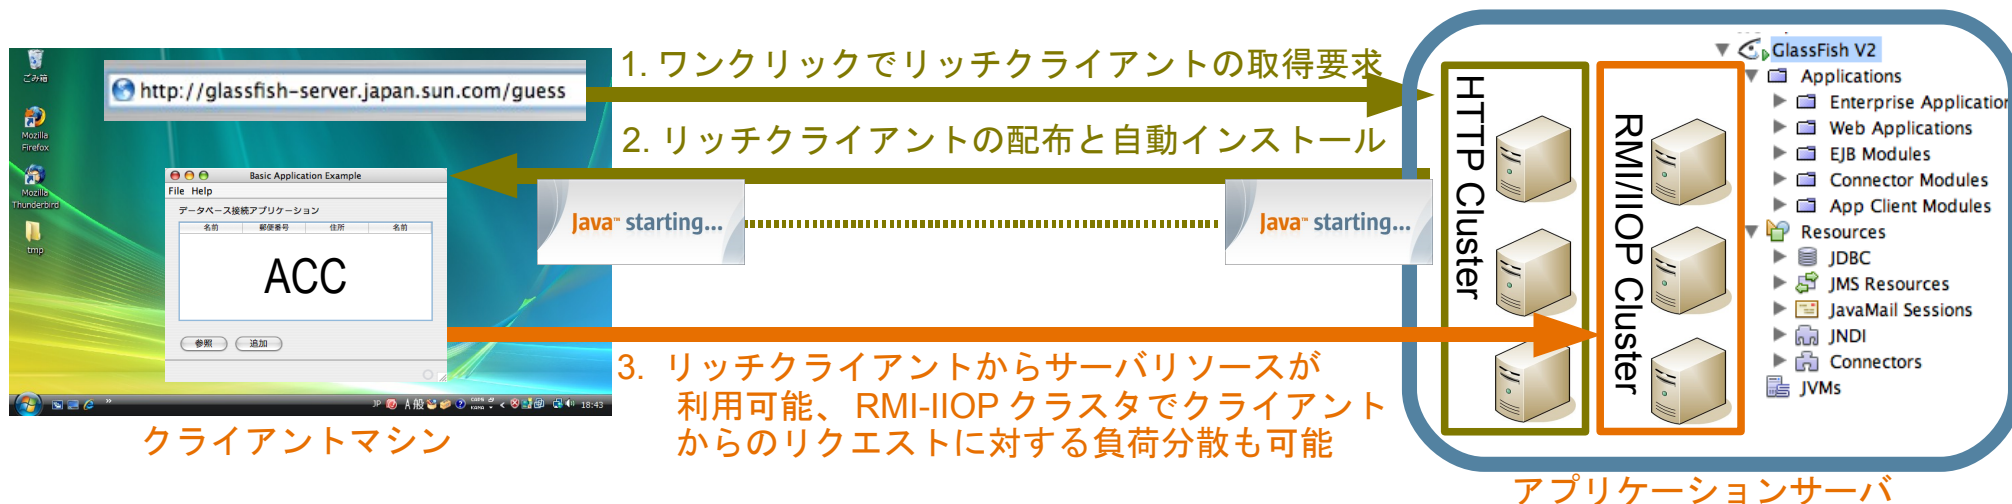 ごみ箱
Mozilla
Firefox
Mozilla
Thunderbird
tmp
http://glassfish-server.japan.sun.com/guess
Basic Application Example
File Help
データベース接続アプリケーション
名前 郵便番号 住所 名前
ACC
参照 追加
JP A 般 CAPS KANA 18:43
クライアントマシン
1. ワンクリックでリッチクライアントの取得要求
2. リッチクライアントの配布と自動インストール
Java™ starting...
Java™ starting...
3. リッチクライアントからサーバリソースが
利用可能、 RMI-IIOP クラスタでクライアント
からのリクエストに対する負荷分散も可能
HTTP Cluster
RMI/IIOP Cluster
GlassFish V2
Applications
Enterprise Application
Web Applications
EJB Modules
Connector Modules
App Client Modules
Resources
JDBC
JMS Resources
JavaMail Sessions
JNDI
Connectors
JVMs
アプリケーションサーバ